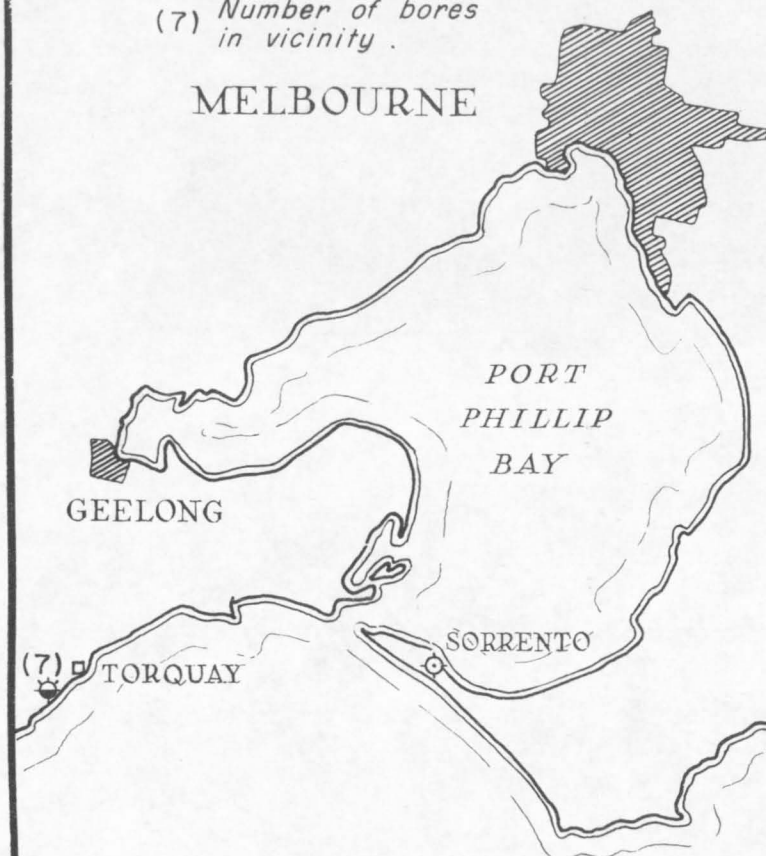 (7) Number of bores
in vicinity .
MELBOURNE
PORT
PHILLIP
BAY
GEELONG
SORRENTO
(7) TORQUAY